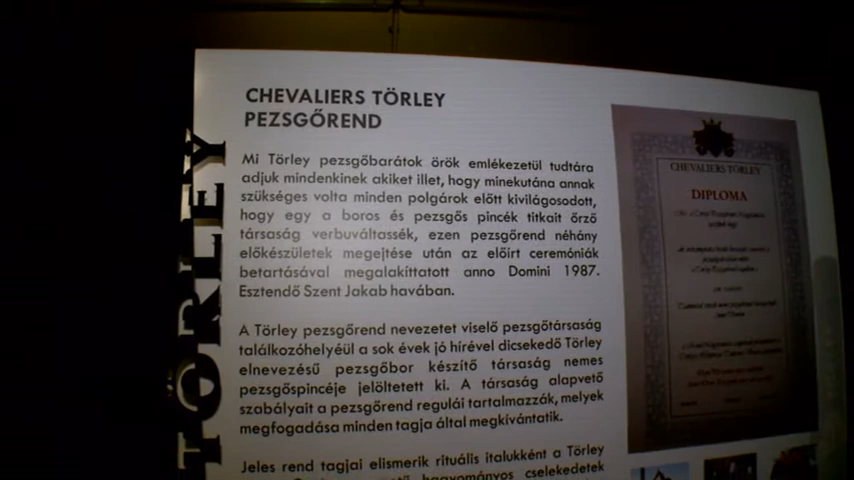 CHEVALIERS TÖRLEY
PEZSGŐREND
Mi Törley pezsgőbarátok örök emlékezetül tudtára
adjuk mindenkinek akiket illet, hogy minekutána annak
szükséges volta minden polgárok előtt kivilágosodott,
hogy egy a boros és pezsgős pincék titkait őrző
társaság verbuváltassék, ezen pezsgőrend néhány
előkészületek megejtése után az előírt ceremóniák
betartásával megalakíttatott anno Domini 1987.
Esztendő Szent Jakab havában.
A Törley pezsgőrend nevezetet viselő pezsgőtársaság
találkozóhelyéül a sok évek jó hírével dicsekedő Törley
elnevezésű pezsgőbor készítő társaság nemes
pezsgőspincéje jelöltetett ki. A társaság alapvető
szabályait a pezsgőrend regulái tartalmazzák, melyek
megfogadása minden tagja által megkívántatik.
Jeles rend tagjai elismerik rituális italukként a Törley
hagyományos cselekedetek
TÖRLEY
CHEVALIERS TÖRLEY
DIPLOMA